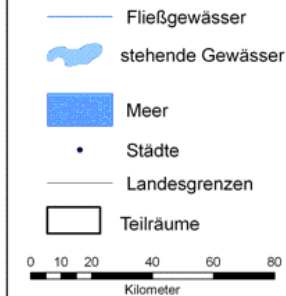 Fließgewässer
stehende Gewässer
Meer
Städte
Landesgrenzen
Teilräume
0 10 20 40 60 80
Kilometer